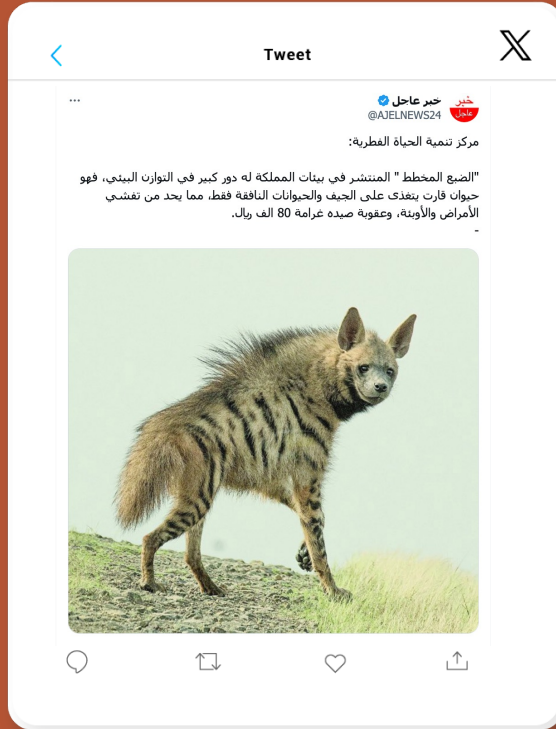 Tweet
خبر عاجل
خبر
عاجل
@AJELNEWS24
مركز تنمية الحياة الفطرية:
"الضبع المخطط " المنتشر في بيئات المملكة له دور كبير في التوازن البيئي، فهو
حيوان قارت يتغذى على الجيف والحيوانات النافقة فقط، مما يحد من تفشي
الأمراض والأوبئة، وعقوبة صيده غرامة 80 الف ريال.
-